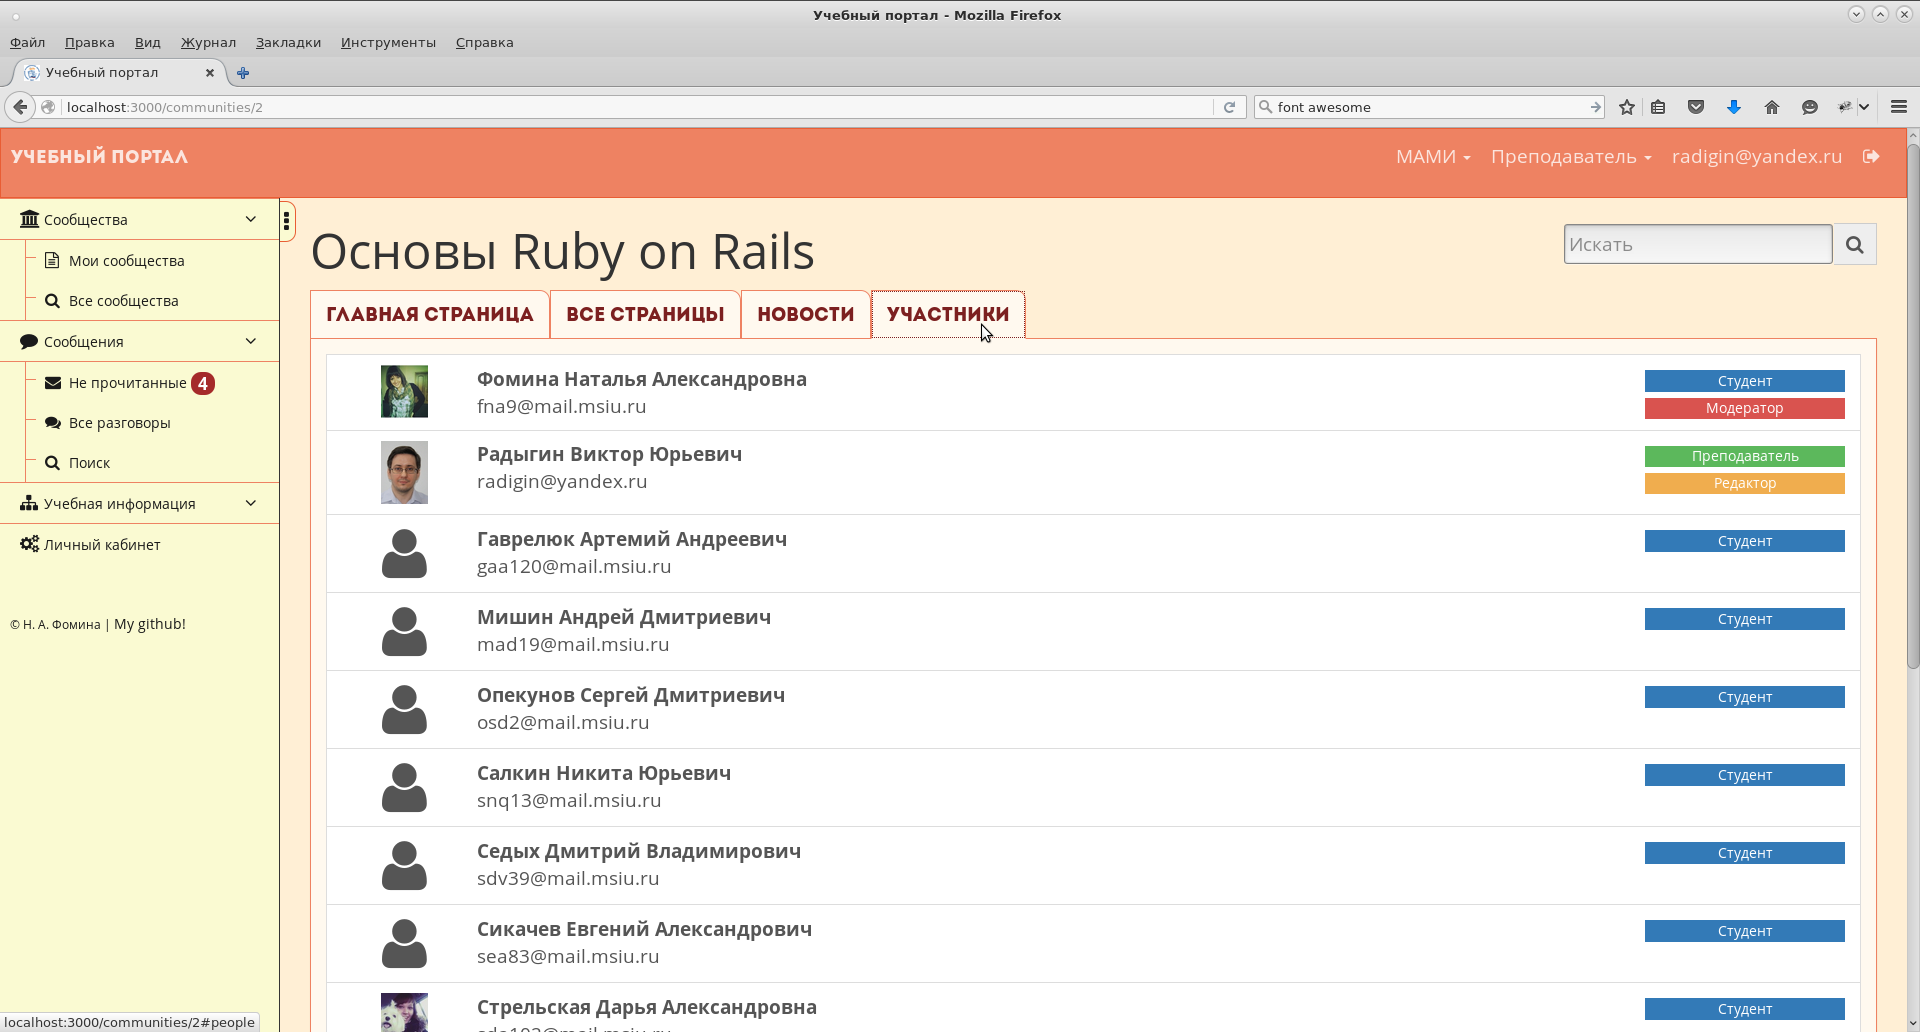 Учебный портал - Mozilla Firefox
Файл Правка Вид Журнал Закладки Инструменты Справка
Учебный портал
localhost:3000/communities/2
font awesome
УЧЕБНЫЙ ПОРТАЛ
МАМИ Преподаватель radigin@yandex.ru
Сообщества
Мои сообщества
Все сообщества
Сообщения
Не прочитанные 4
Все разговоры
Поиск
Учебная информация
Личный кабинет
© Н. А. Фомина | My github!
Основы Ruby on Rails
Искать
ГЛАВНАЯ СТРАНИЦА ВСЕ СТРАНИЦЫ НОВОСТИ УЧАСТНИКИ
Фомина Наталья Александровна
fna9@mail.msiu.ru
Студент
Модератор
Радыгин Виктор Юрьевич
radigin@yandex.ru
Преподаватель
Редактор
Гаврелюк Артемий Андреевич
gaa120@mail.msiu.ru
Студент
Мишин Андрей Дмитриевич
mad19@mail.msiu.ru
Студент
Опекунов Сергей Дмитриевич
osd2@mail.msiu.ru
Студент
Салкин Никита Юрьевич
snq13@mail.msiu.ru
Студент
Седых Дмитрий Владимирович
sdv39@mail.msiu.ru
Студент
Сикачев Евгений Александрович
sea83@mail.msiu.ru
Студент
Стрельская Дарья Александровна
Студент
localhost:3000/communities/2#people